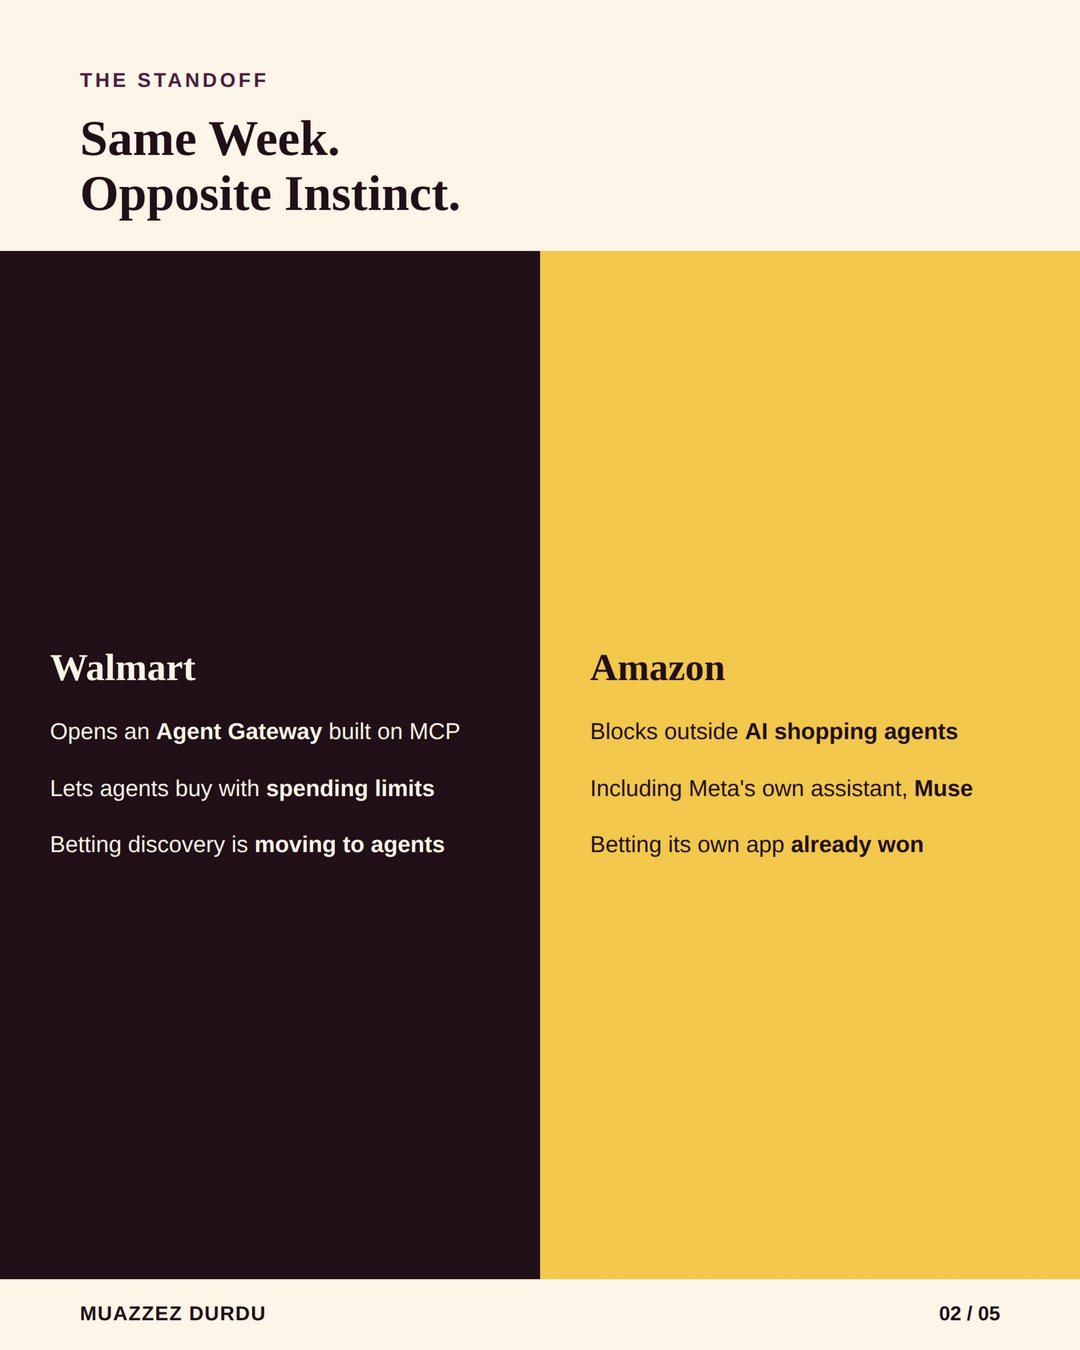 THE STANDOFF
Same Week.
Opposite Instinct.
Walmart
Opens an Agent Gateway built on MCP
Lets agents buy with spending limits
Betting discovery is moving to agents
Amazon
Blocks outside AI shopping agents
Including Meta's own assistant, Muse
Betting its own app already won
MUAZZEZ DURDU
02 / 05